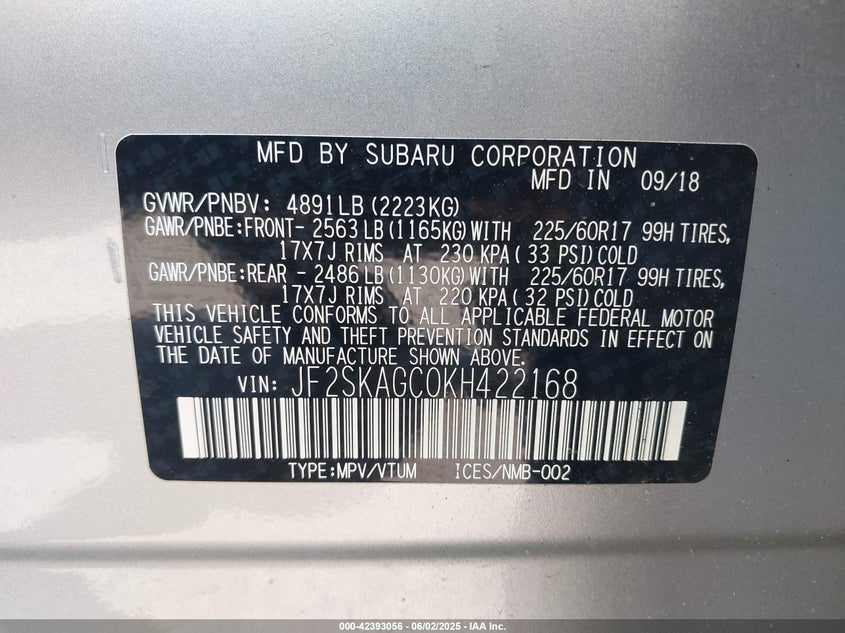 MFD BY SUBARU CORPORATION
MFD IN 09/18
GVWR/PNBV: 4891LB (2223KG)
GAWR/PNBE:FRONT- 2563 LB (1165KG) WITH 225/60R17 99H TIRES,
17X7J RIMS AT 230 KPA ( 33 PSI) COLD
GAWR/PNBE:REAR - 2486 LB (1130KG) WITH 225/60R17 99H TIRES,
17X7J RIMS AT 220 KPA ( 32 PSI) COLD
THIS VEHICLE CONFORMS TO ALL APPLICABLE FEDERAL MOTOR
VEHICLE SAFETY AND THEFT PREVENTION STANDARDS IN EFFECT ON
THE DATE OF MANUFACTURE SHOWN ABOVE.
VIN: JF2SKAGC0KH422168
TYPE:MPV/VTUM ICES/NMB-002
000-42393056 - 06/02/2025 - IAA Inc.